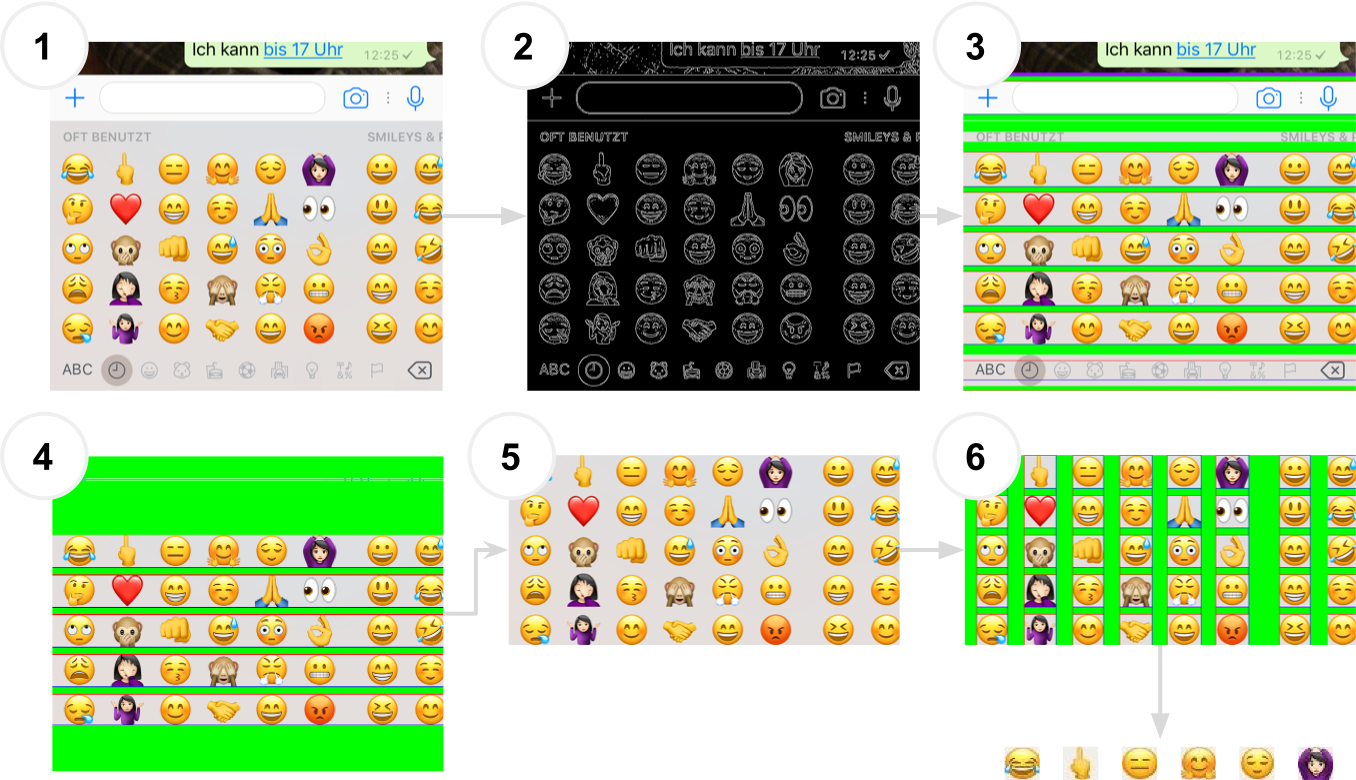 1
Ich kann bis 17 Uhr
12:25
OFT BENUTZT
SMILEYS &
ABC
2
Ich kann bis 17 Uhr
12:25
OFT BENUTZT
SMILEYS &
ABC
3
Ich kann bis 17 Uhr
12:25
OFT BENUTZT
SMILEYS &
ABC
4
5
6